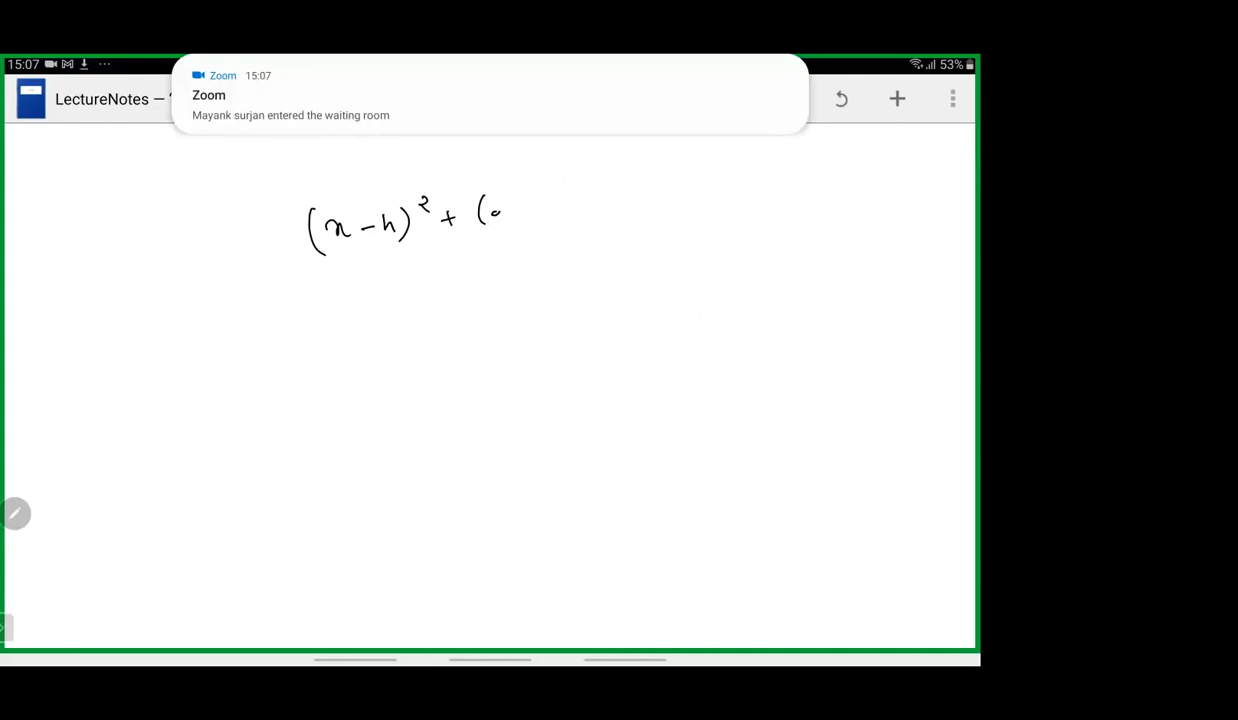 15:07 53%
Zoom 15:07
Zoom
Mayank surjan entered the waiting room
LectureNotes –
(x - h)² + (